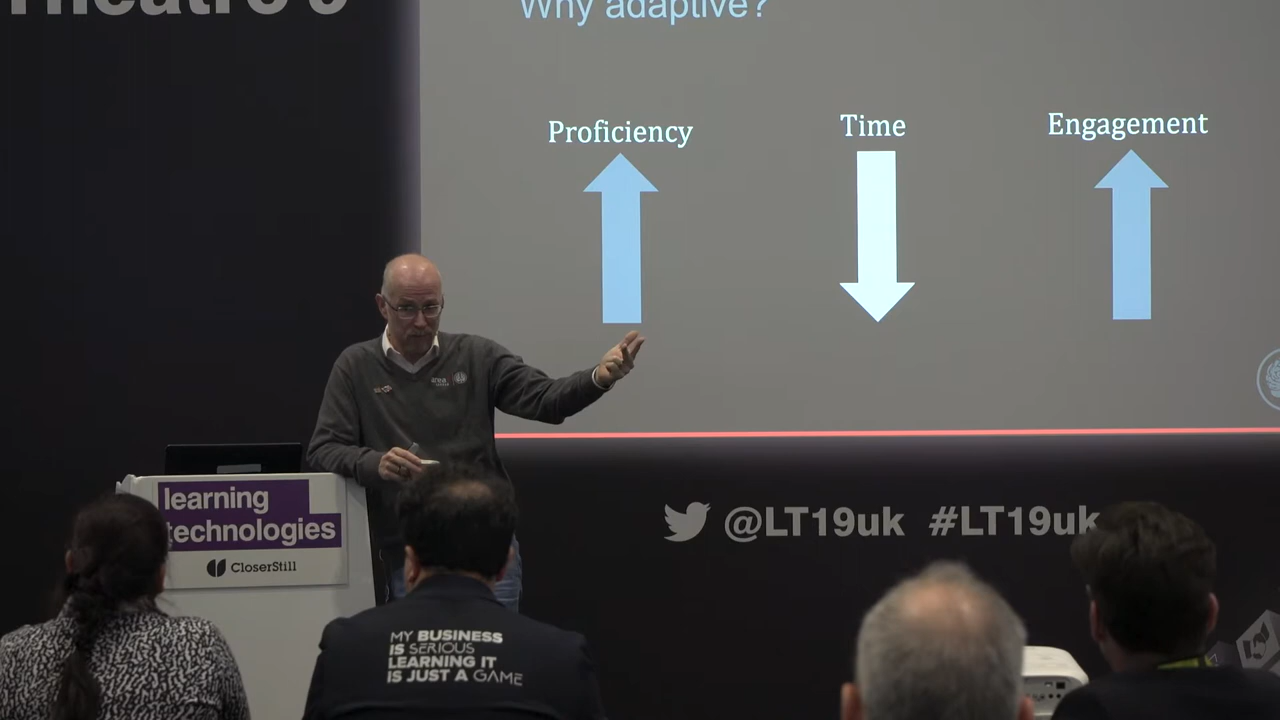 Why adaptive?
Proficiency
Time
Engagement
area
learning
technologies
CloserStill
@LT19uk #LT19uk
MY BUSINESS
IS SERIOUS
LEARNING IT
IS JUST A GAME